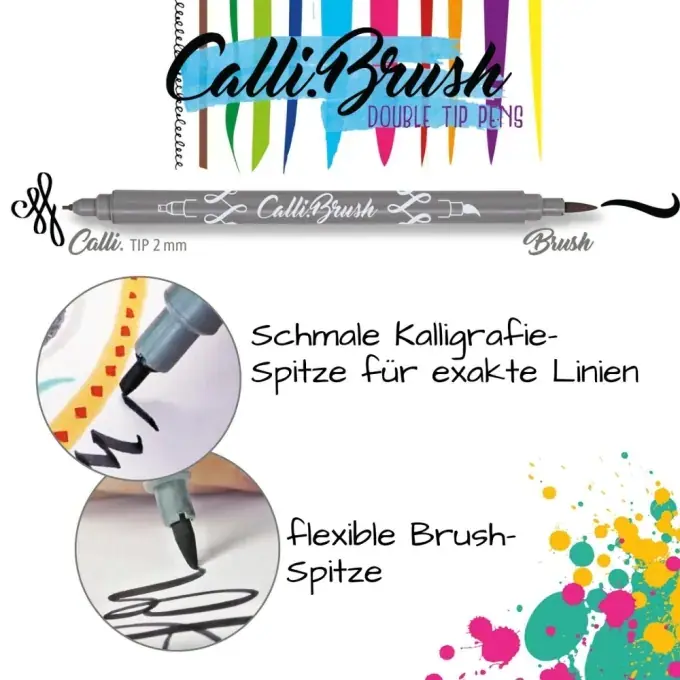 Calli.Brush
DOUBLE TIP PENS
Calli.Brush
Calli. TIP 2 mm
Brush
Schmale Kalligrafie-
Spitze für exakte Linien
flexible Brush-
Spitze